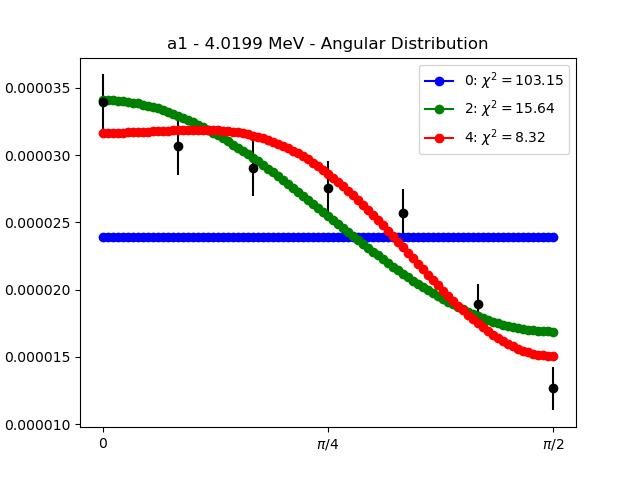 a1 - 4.0199 MeV - Angular Distribution
0: χ² = 103.15
2: χ² = 15.64
4: χ² = 8.32
0.000035
0.000030
0.000025
0.000020
0.000015
0.000010
0
π/4
π/2